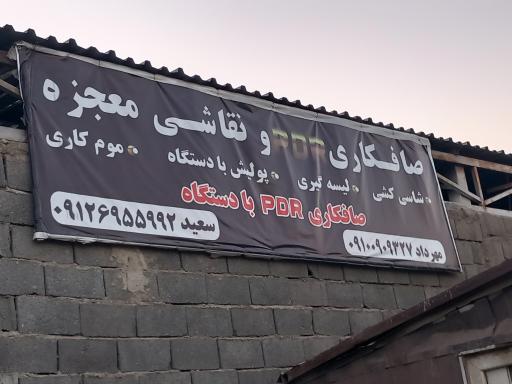 صافکاری PDR و نقاشی معجزه
شاسی کشی لیسه گیری پولیش با دستگاه موم کاری
صافکاری PDR با دستگاه
مهرداد ۰۹۱۰۰۹۰۹۳۲۷ سعید ۰۹۱۲۶۹۵۵۹۹۲